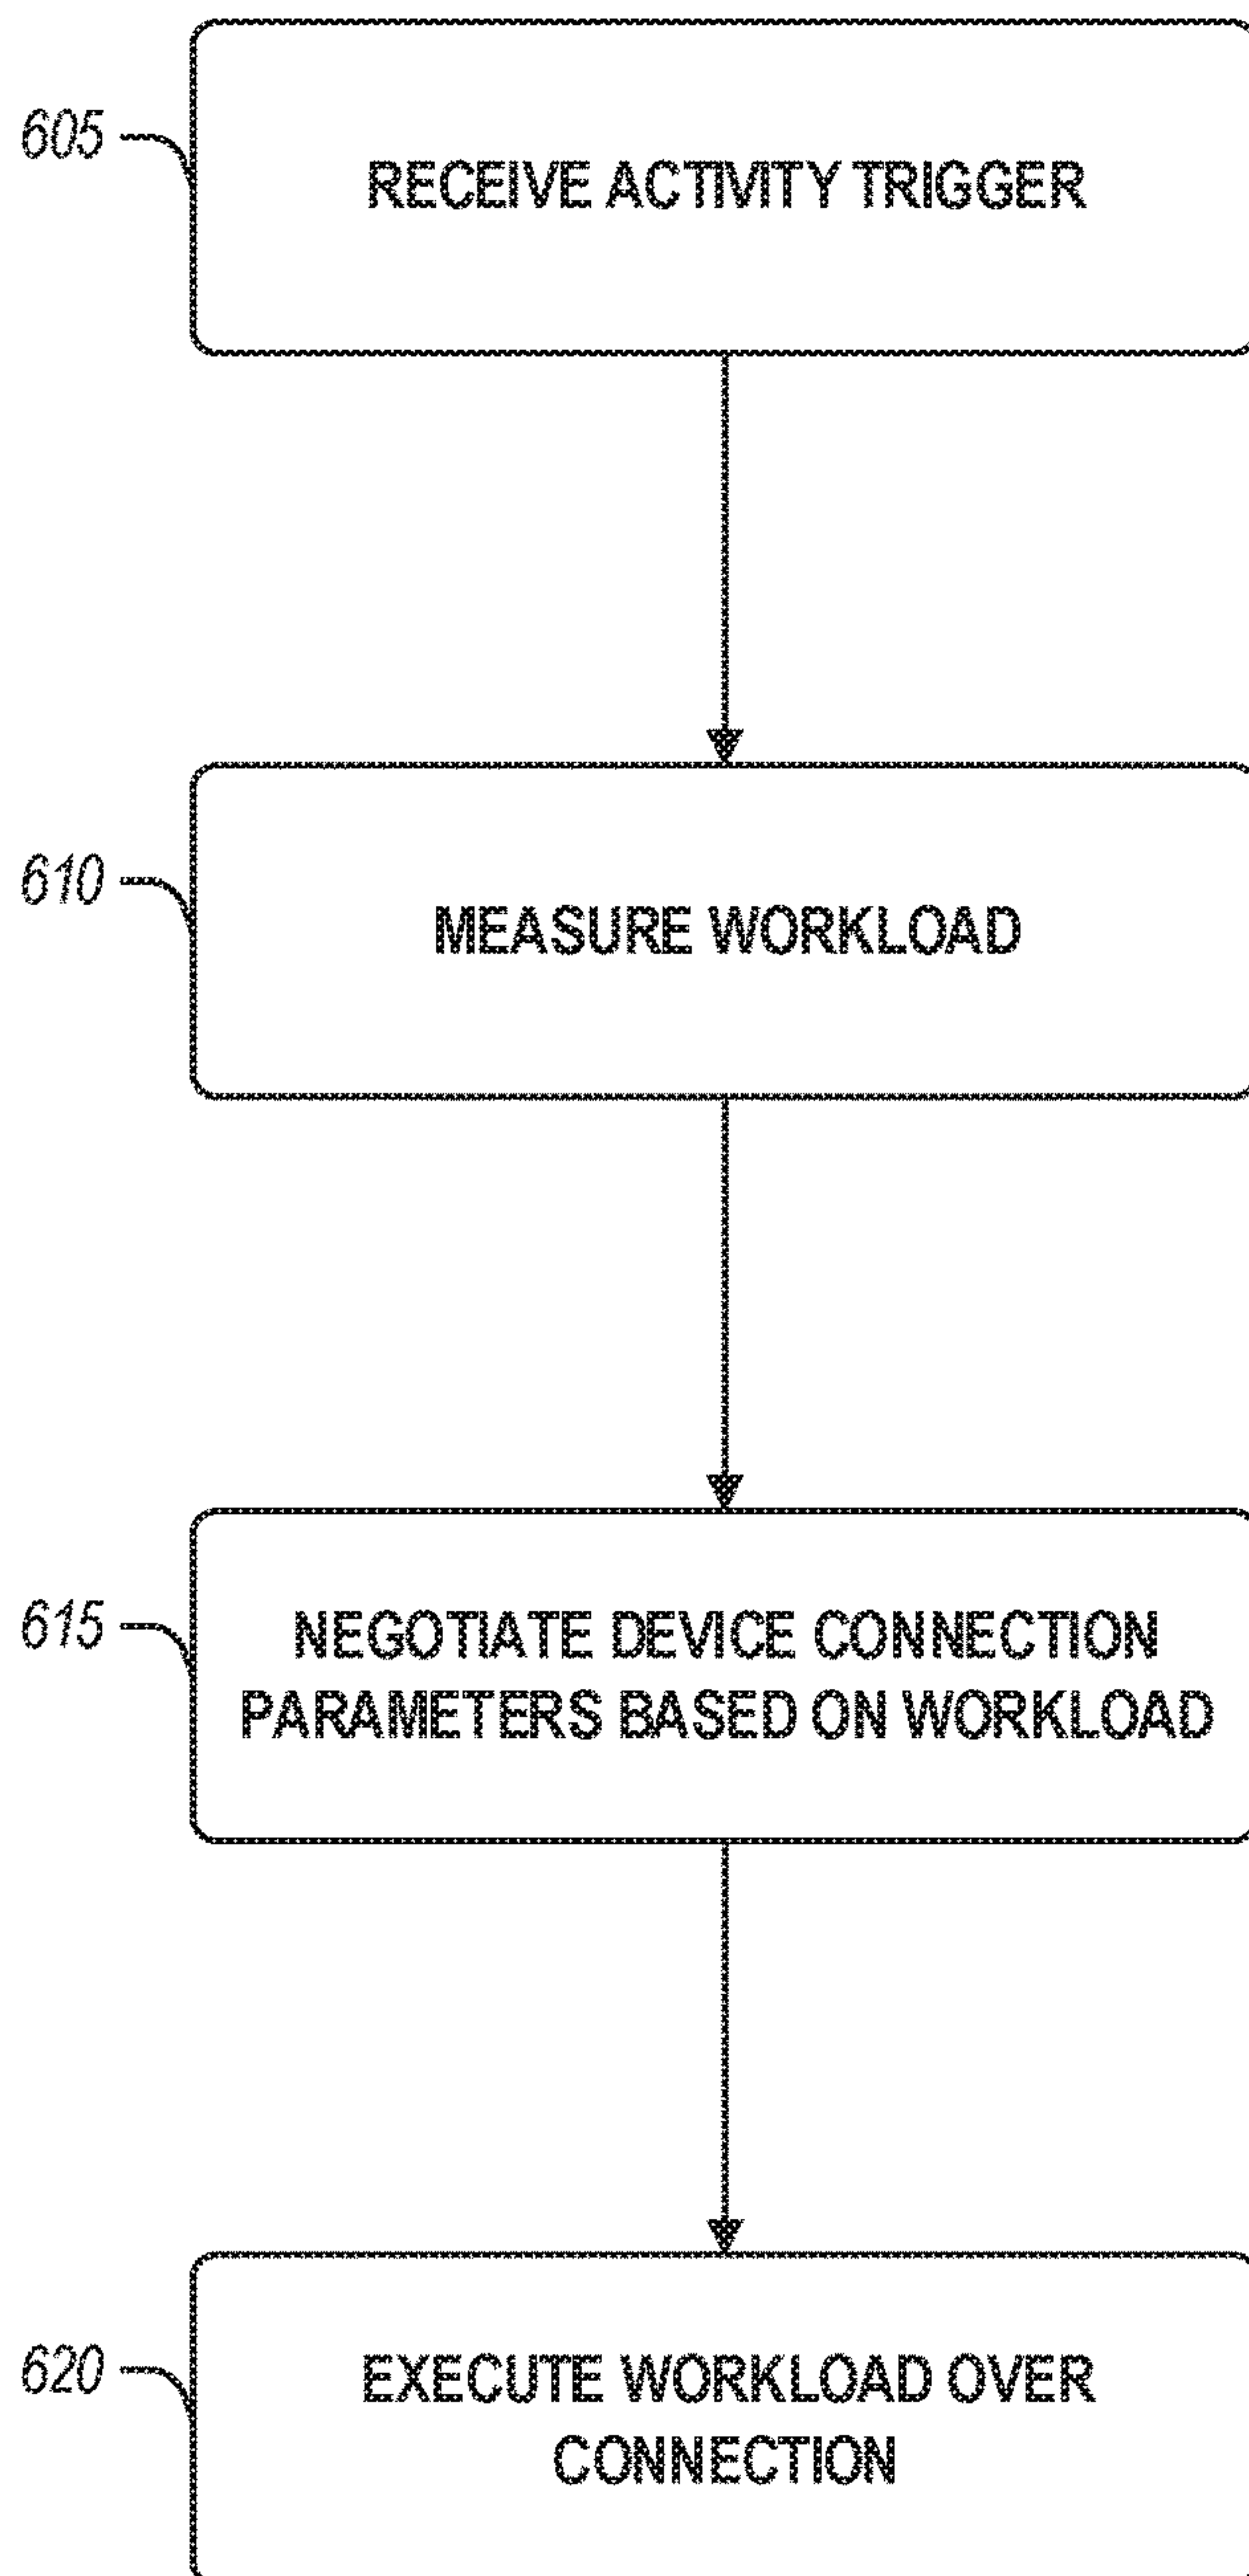 605
RECEIVE ACTIVITY TRIGGER
610
MEASURE WORKLOAD
615
NEGOTIATE DEVICE CONNECTION
PARAMETERS BASED ON WORKLOAD
620
EXECUTE WORKLOAD OVER
CONNECTION